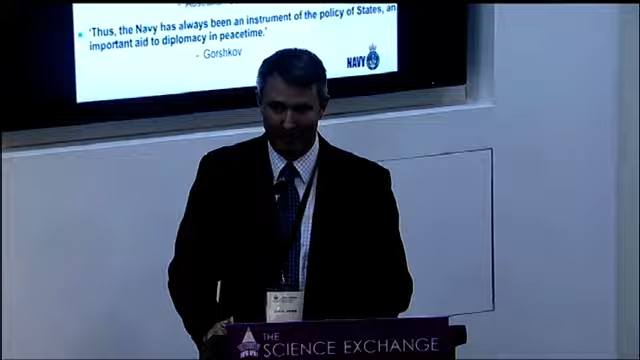 'Thus, the Navy has always been an instrument of the policy of States, an
important aid to diplomacy in peacetime.'
- Gorshkov
NAVY
THE
SCIENCE EXCHANGE